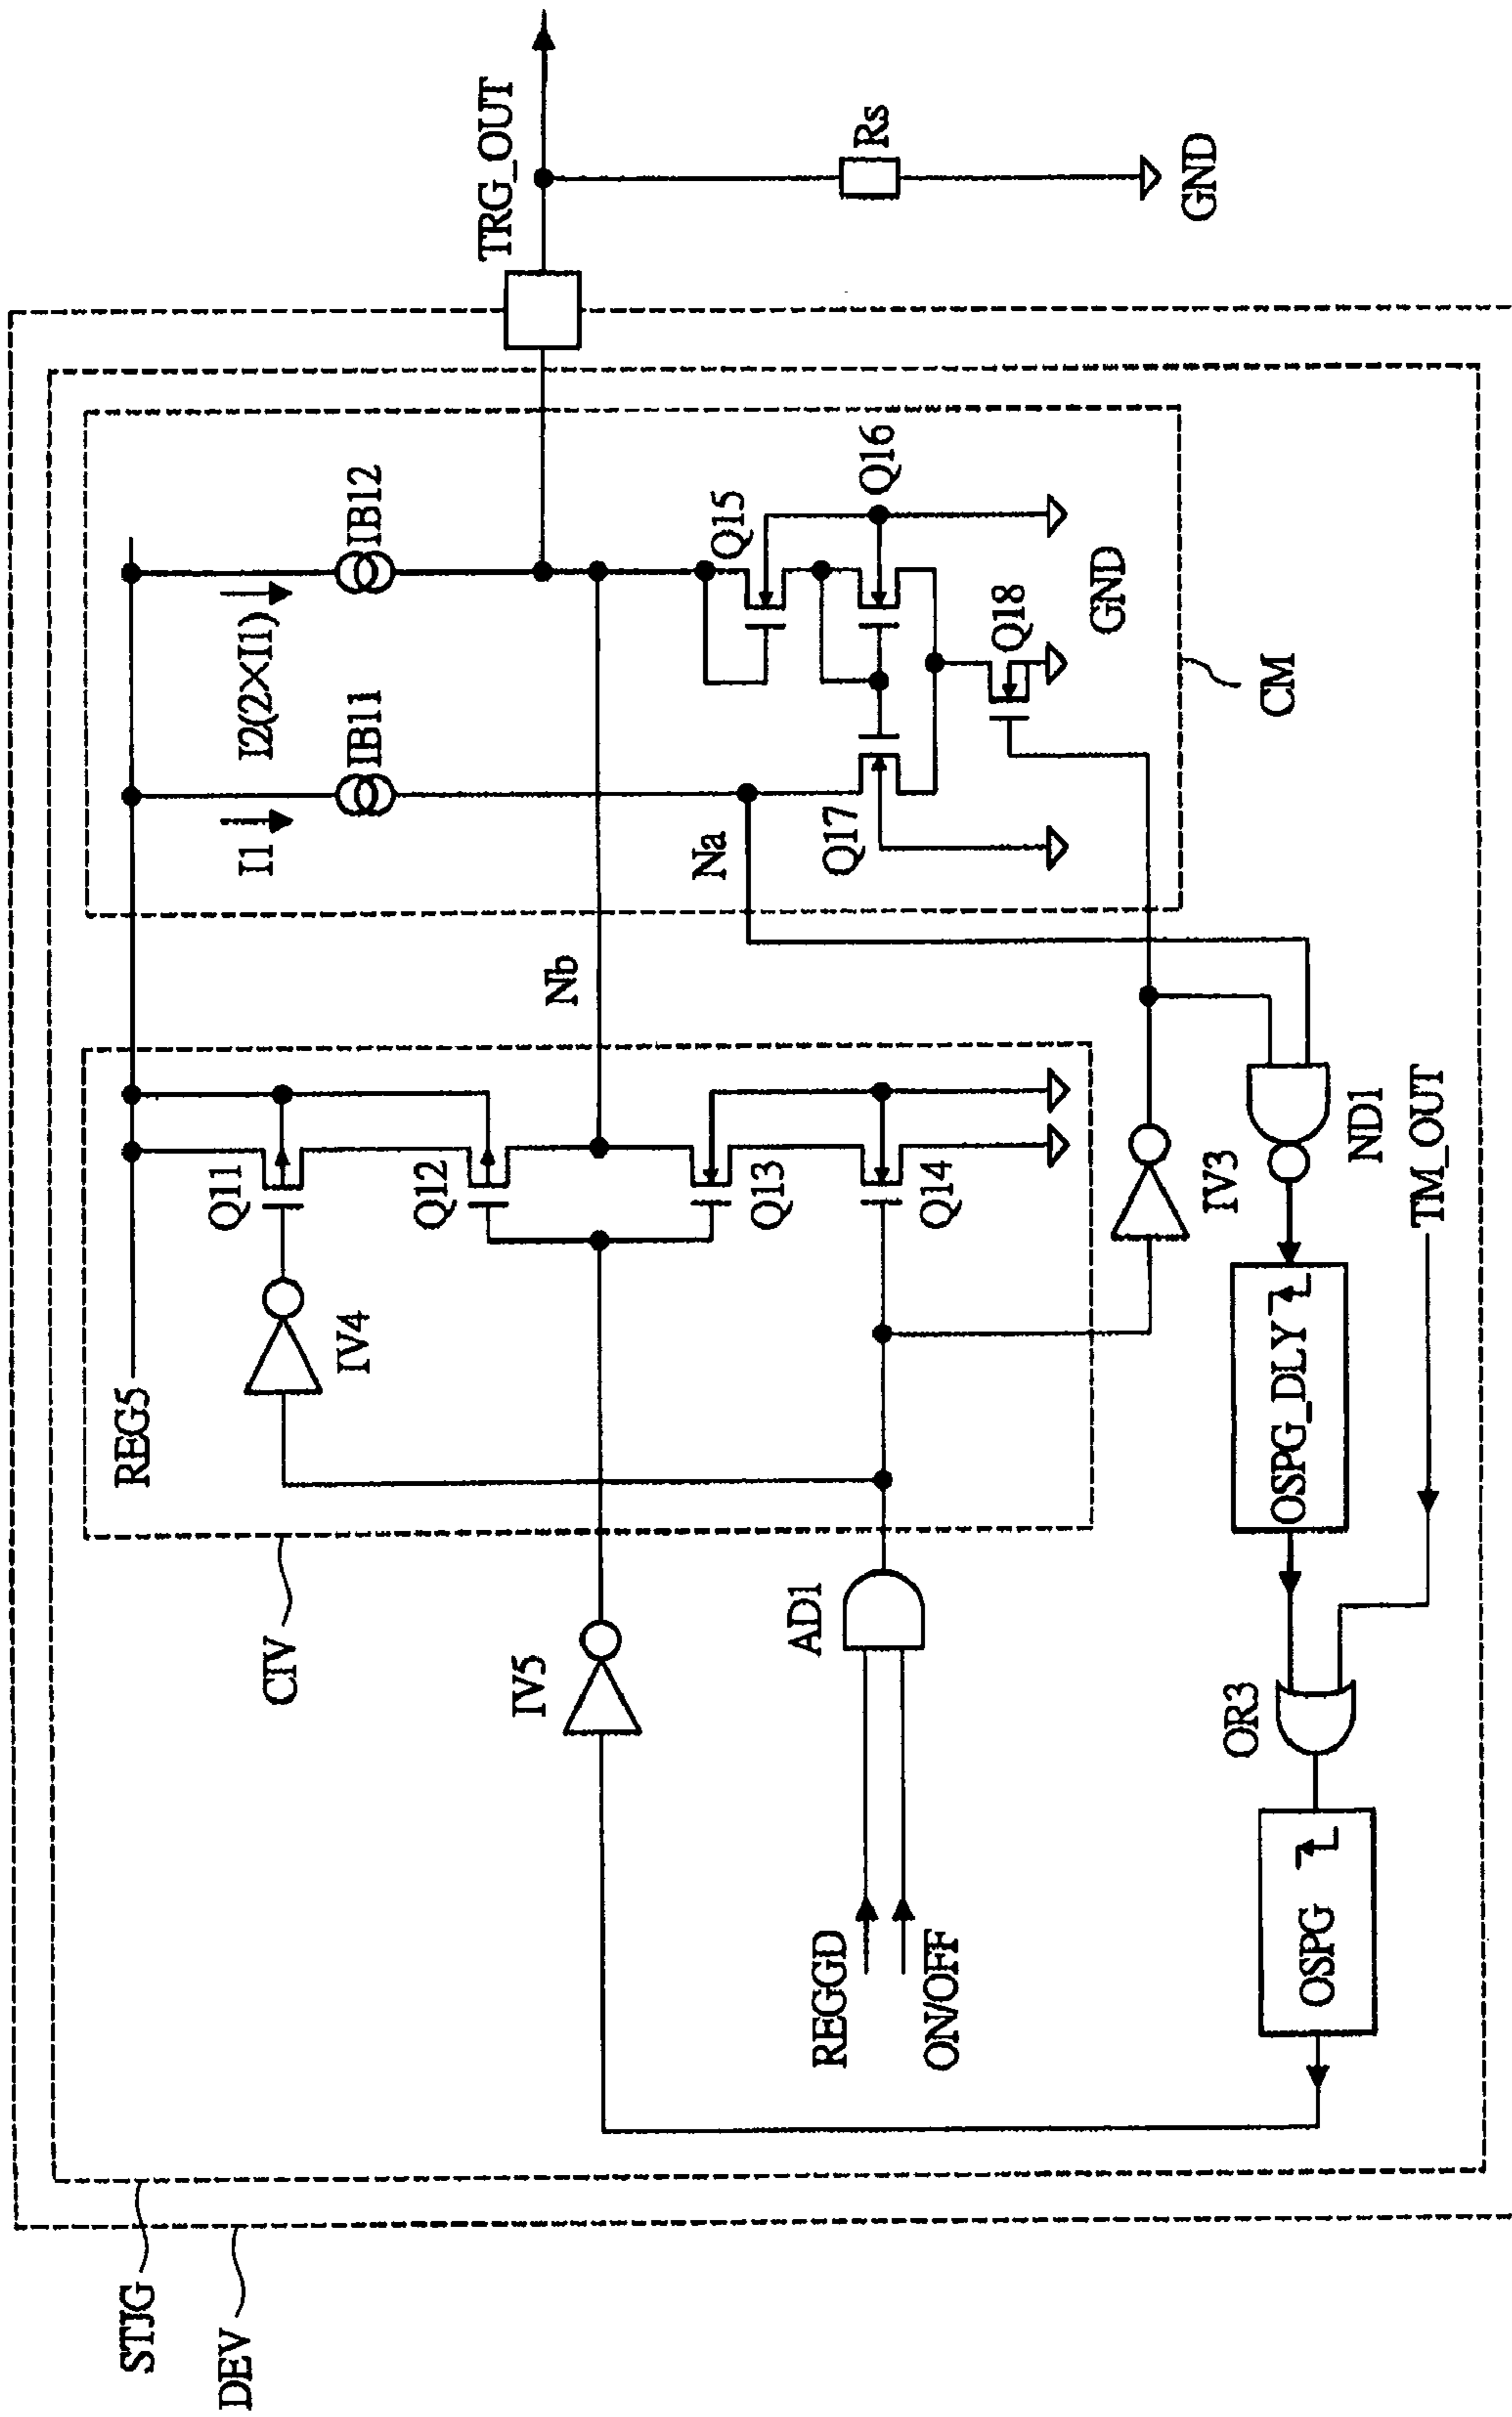 STJG
DEV
REG5
CIV
IV4
Q11
Q12
Q13
Q14
IV5
AD1
REGGD
ON/OFF
I1
IB11
I2(2×I1)
IB12
Nb
Na
Q15
Q16
Q17
Q18
GND
CM
TRG_OUT
Rs
GND
IV3
ND1
TM_OUT
OSPG_DLY
OR3
OSPG